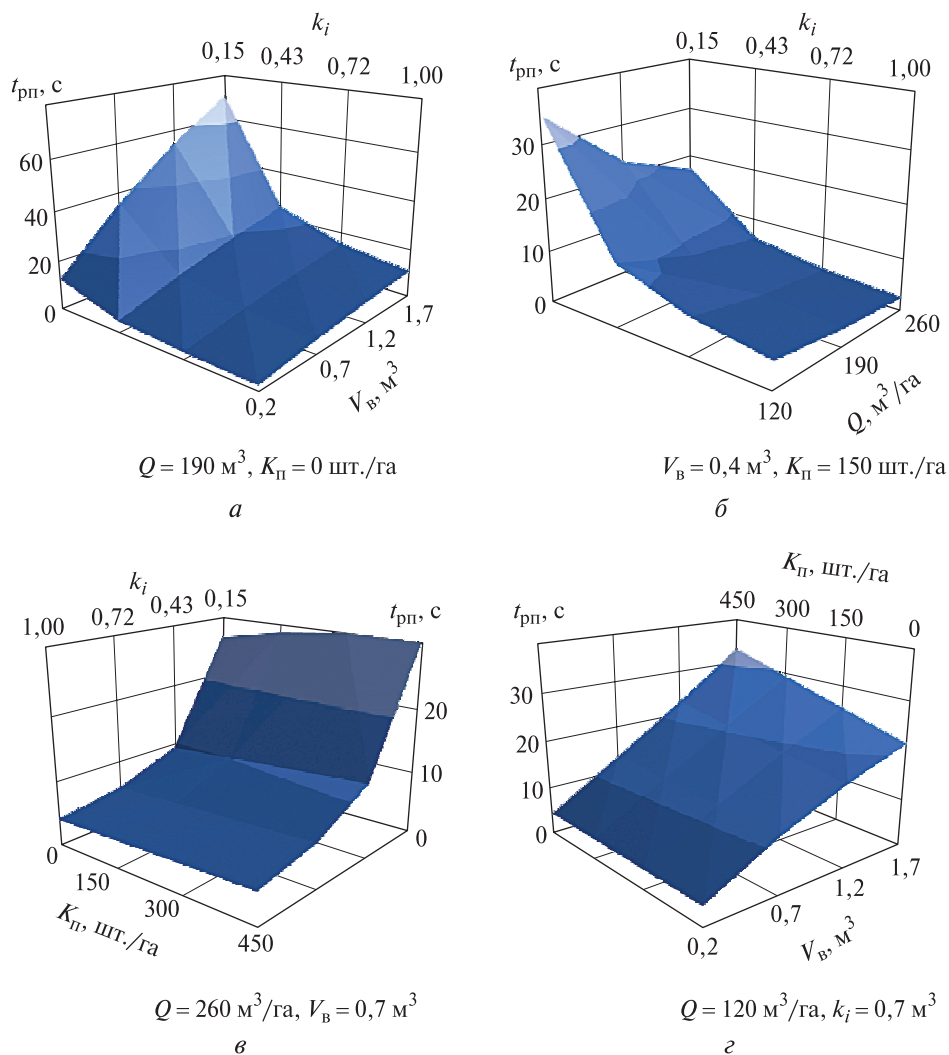 k_i
0,15 0,43 0,72 1,00
t_рп, с
60
40
20
0
1,7
1,2
0,7
0,2
V_в, м³
Q = 190 м³, K_п = 0 шт./га
а
k_i
0,15 0,43 0,72 1,00
t_рп, с
30
20
10
0
260
190
120
Q, м³/га
V_в = 0,4 м³, K_п = 150 шт./га
б
k_i
1,00 0,72 0,43 0,15
t_рп, с
20
10
0
0
150
300
450
K_п, шт./га
Q = 260 м³/га, V_в = 0,7 м³
в
K_п, шт./га
450 300 150 0
t_рп, с
30
20
10
0
1,7
1,2
0,7
0,2
V_в, м³
Q = 120 м³/га, k_i = 0,7 м³
г